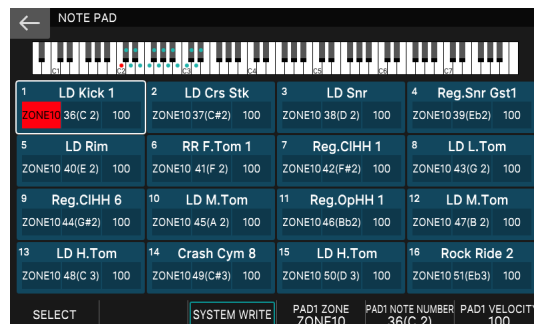 NOTE PAD
C1 C2 C3 C4 C5 C6 C7
1 LD Kick 1
ZONE10 36(C 2) 100
2 LD Crs Stk
ZONE10 37(C#2) 100
3 LD Snr
ZONE10 38(D 2) 100
4 Reg.Snr Gst1
ZONE10 39(Eb2) 100
5 LD Rim
ZONE10 40(E 2) 100
6 RR F.Tom 1
ZONE10 41(F 2) 100
7 Reg.ClHH 1
ZONE10 42(F#2) 100
8 LD L.Tom
ZONE10 43(G 2) 100
9 Reg.ClHH 6
ZONE10 44(G#2) 100
10 LD M.Tom
ZONE10 45(A 2) 100
11 Reg.OpHH 1
ZONE10 46(Bb2) 100
12 LD M.Tom
ZONE10 47(B 2) 100
13 LD H.Tom
ZONE10 48(C 3) 100
14 Crash Cym 8
ZONE10 49(C#3) 100
15 LD H.Tom
ZONE10 50(D 3) 100
16 Rock Ride 2
ZONE10 51(Eb3) 100
SELECT
SYSTEM WRITE
PAD1 ZONE
ZONE10
PAD1 NOTE NUMBER
36(C 2)
PAD1 VELOCITY
100